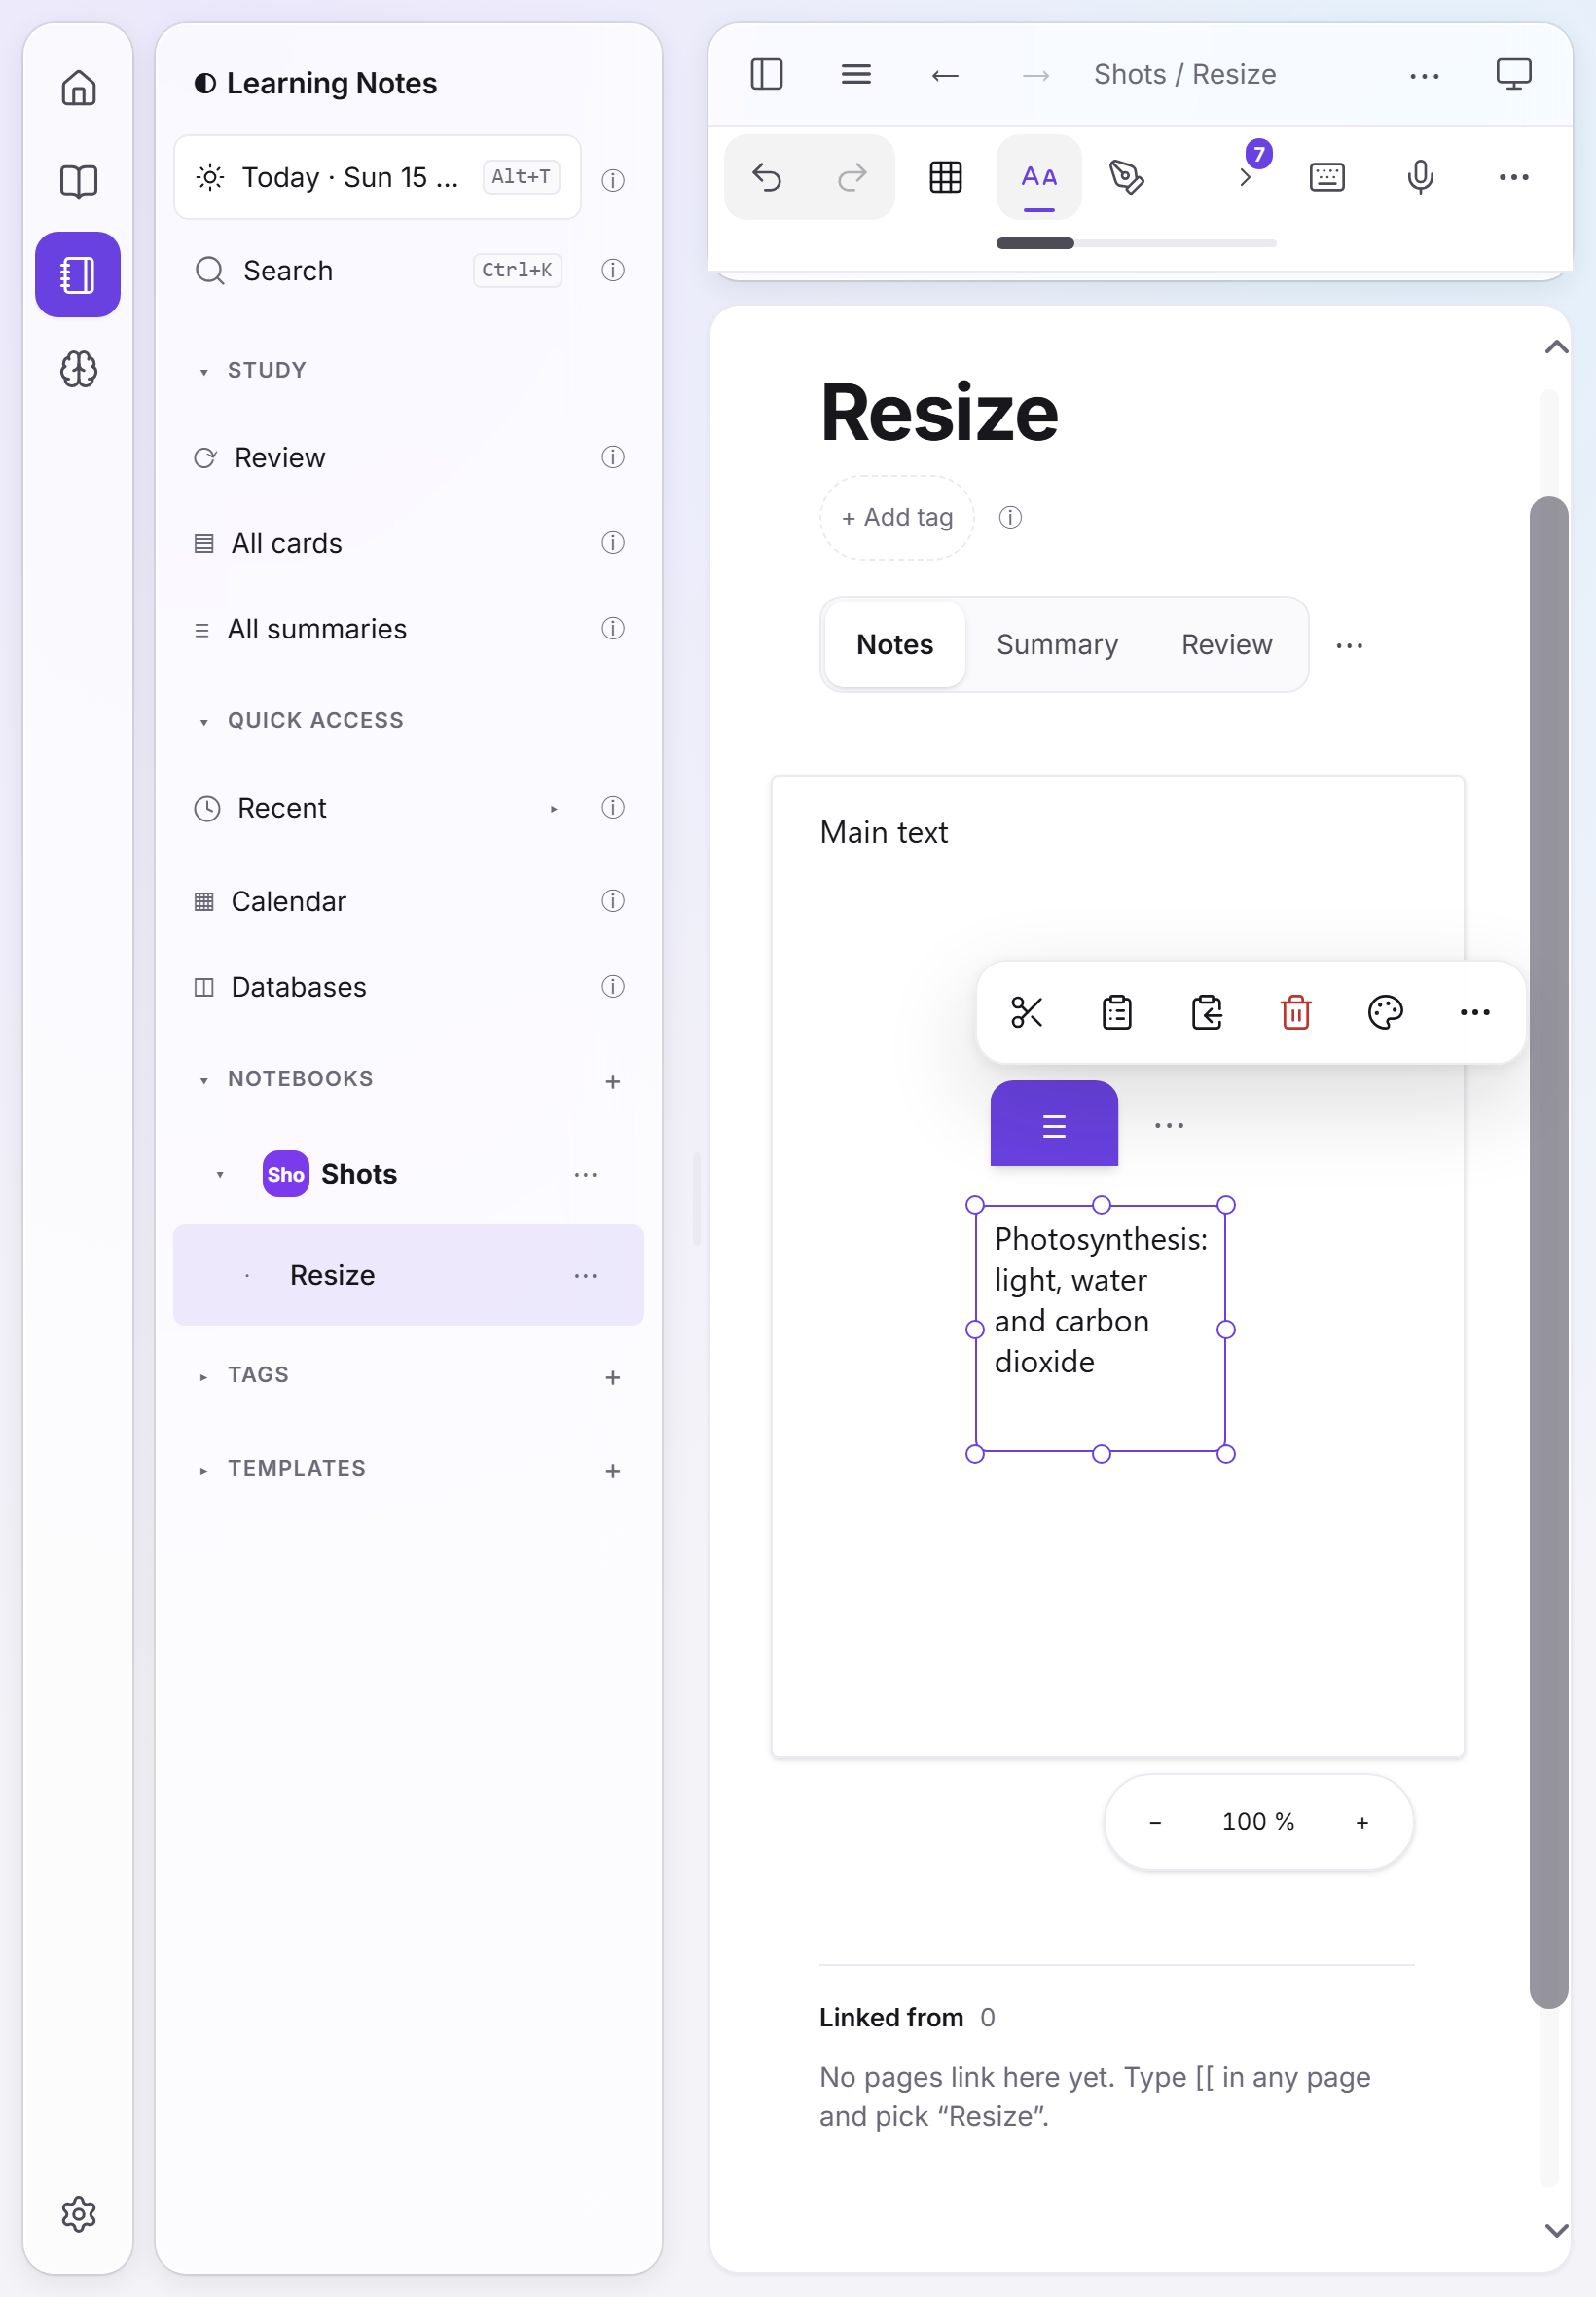 Learning Notes
Today · Sun 15 ... Alt+T
Search Ctrl+K
STUDY
Review
All cards
All summaries
QUICK ACCESS
Recent
Calendar
Databases
NOTEBOOKS +
Sho Shots ...
Resize ...
TAGS +
TEMPLATES +
Shots / Resize ...
AA 7 ...
Resize
+ Add tag
Notes Summary Review ...
Main text
Photosynthesis:
light, water
and carbon
dioxide
− 100 % +
Linked from 0
No pages link here yet. Type [[ in any page
and pick “Resize”.